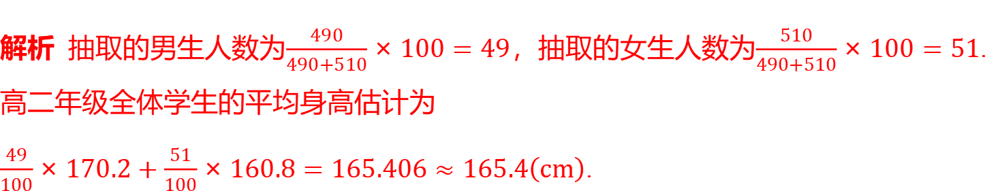 解析 抽取的男生人数为$\frac{490}{490+510} \times 100 = 49$，抽取的女生人数为$\frac{510}{490+510} \times 100 = 51$.
高二年级全体学生的平均身高估计为
$\frac{49}{100} \times 170.2 + \frac{51}{100} \times 160.8 = 165.406 \approx 165.4(\mathrm{cm})$.